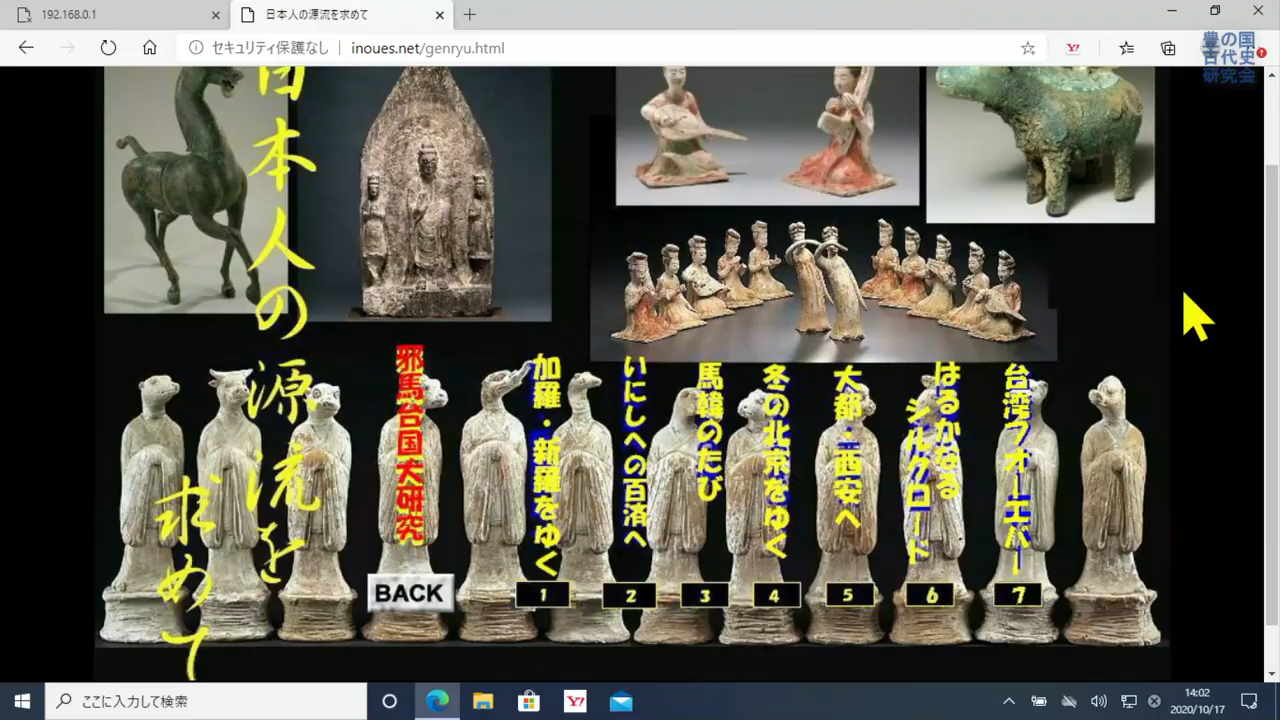 192.168.0.1
日本人の源流を求めて
セキュリティ保護なし
inoues.net/genryu.html
豊の国
古代史
研究会
日本人の源流を
求めて
邪馬台国大研究
加羅・新羅をゆく
いにしへの百済へ
馬韓のたび
冬の北京をゆく
大都・西安へ
はるかなる
シルクロード
台湾ウオーエバー
BACK
1
2
3
4
5
6
7
ここに入力して検索
14:02
2020/10/17